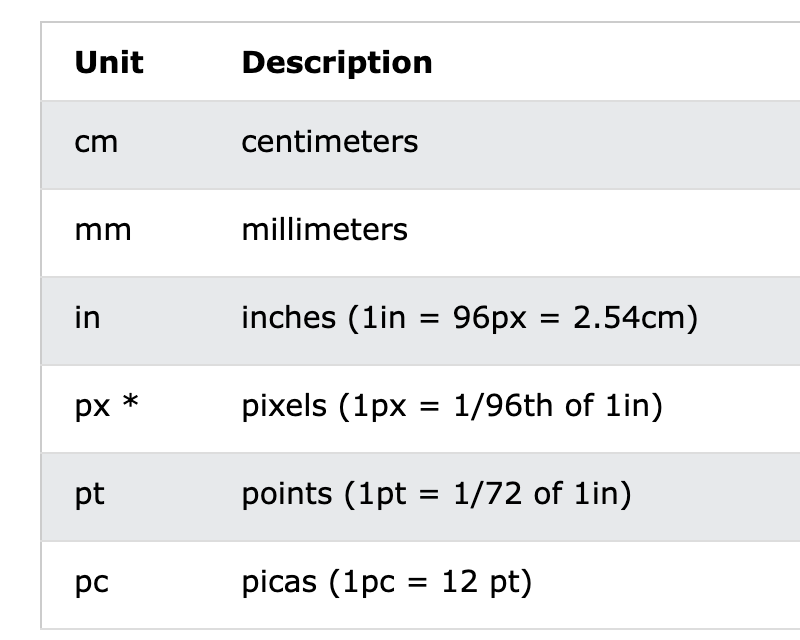 Unit Description
cm centimeters
mm millimeters
in inches (1in = 96px = 2.54cm)
px * pixels (1px = 1/96th of 1in)
pt points (1pt = 1/72 of 1in)
pc picas (1pc = 12 pt)